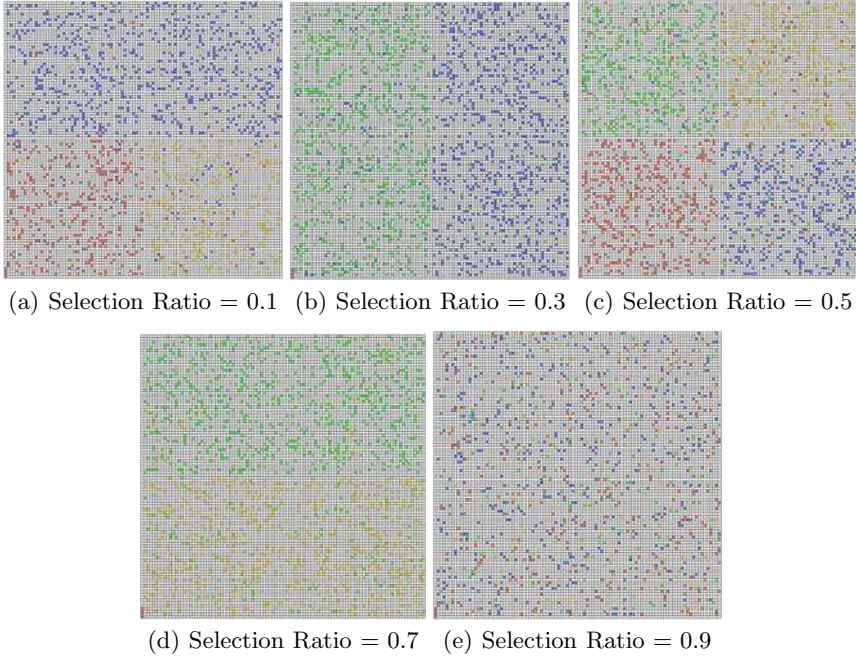 (a) Selection Ratio = 0.1 (b) Selection Ratio = 0.3 (c) Selection Ratio = 0.5
(d) Selection Ratio = 0.7 (e) Selection Ratio = 0.9